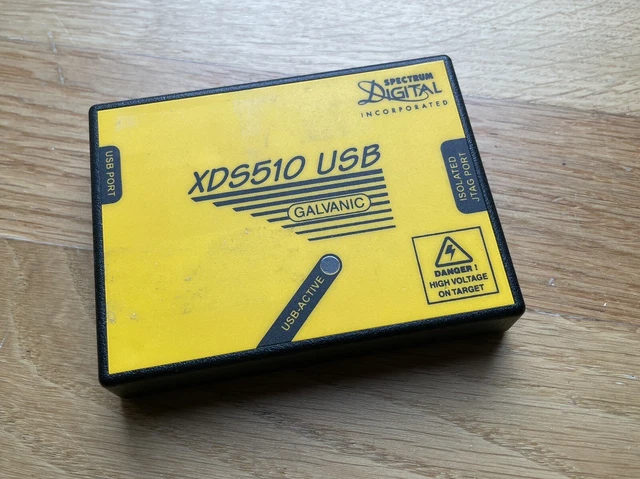 SPECTRUM
DIGITAL
INCORPORATED
USB PORT
XDS510 USB
GALVANIC
ISOLATED
JTAG PORT
USB-ACTIVE
DANGER !
HIGH VOLTAGE
ON TARGET